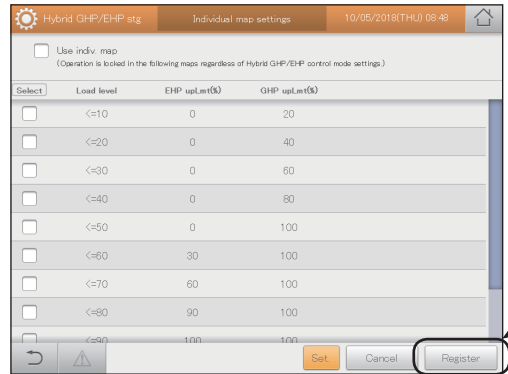 Hybrid GHP/EHP stg Individual map settings 10/05/2018(THU) 08:48
Use indiv. map
(Operation is locked in the following maps regardless of Hybrid GHP/EHP control mode settings.)
Select Load level EHP upLmt(%) GHP upLmt(%)
<=10 0 20
<=20 0 40
<=30 0 60
<=40 0 80
<=50 0 100
<=60 30 100
<=70 60 100
<=80 90 100
<=90 100 100
Set. Cancel Register